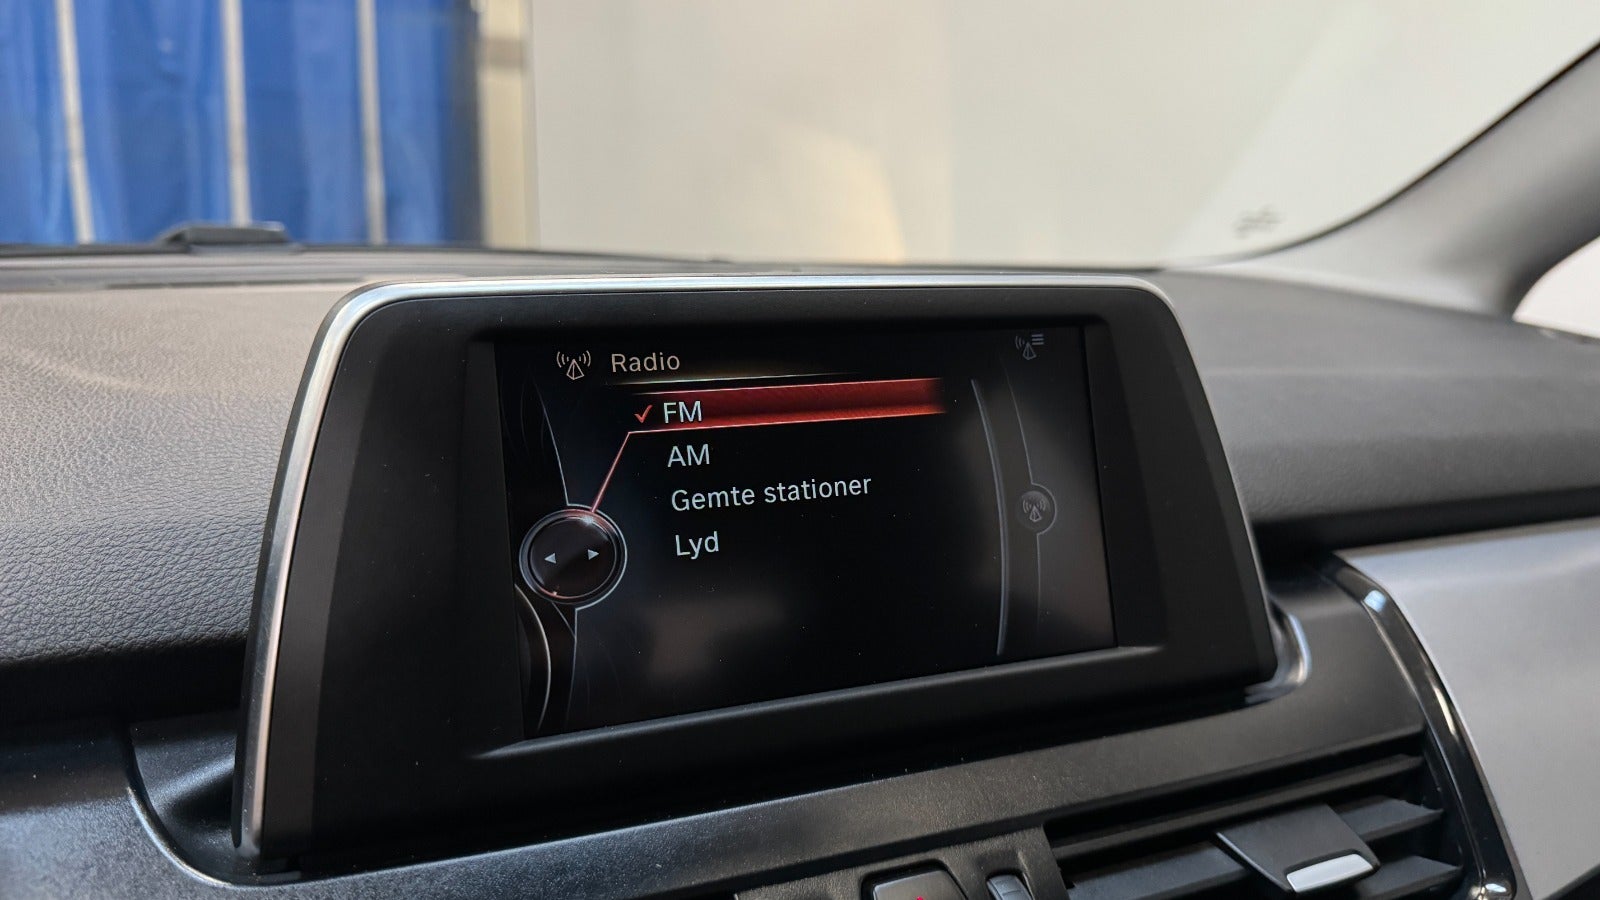 Radio
FM
AM
Gemte stationer
Lyd